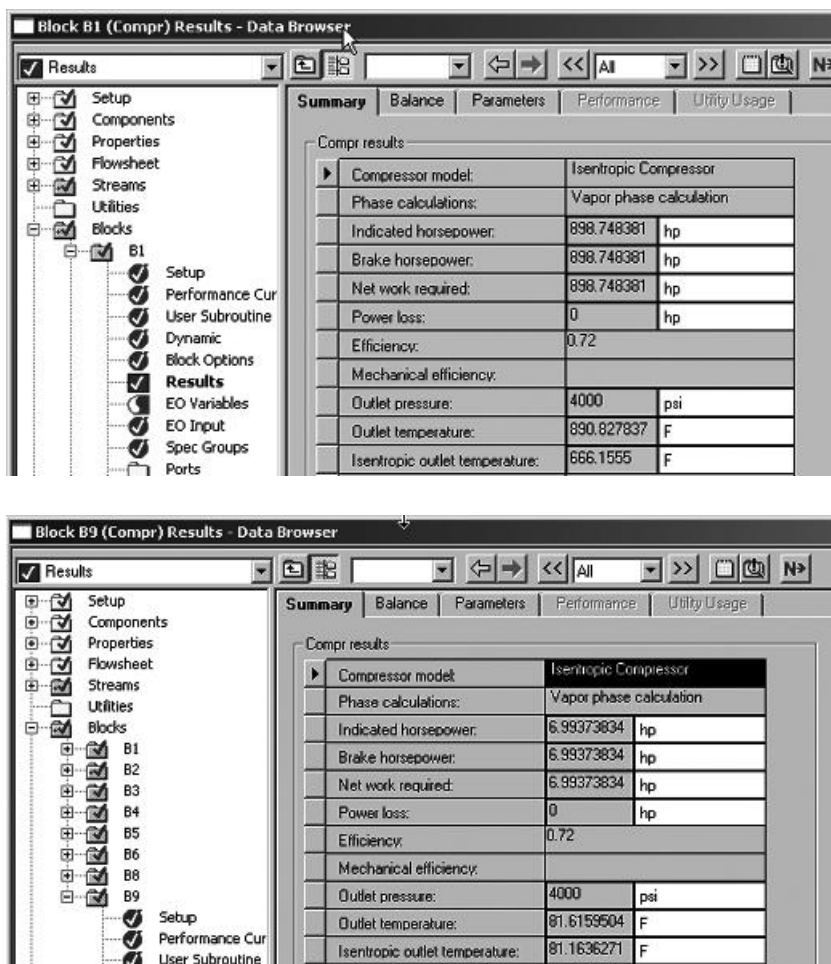 Block B1 (Compr) Results - Data Browser
Results
All
Setup
Components
Properties
Flowsheet
Streams
Utilities
Blocks
B1
Setup
Performance Cur
User Subroutine
Dynamic
Block Options
Results
EO Variables
EO Input
Spec Groups
Ports
Summary Balance Parameters Performance Utility Usage
Compr results
Compressor model: Isentropic Compressor
Phase calculations: Vapor phase calculation
Indicated horsepower: 898.748381 hp
Brake horsepower: 898.748381 hp
Net work required: 898.748381 hp
Power loss: 0 hp
Efficiency: 0.72
Mechanical efficiency:
Outlet pressure: 4000 psi
Outlet temperature: 890.827837 F
Isentropic outlet temperature: 666.1555 F
Block B9 (Compr) Results - Data Browser
Results
All N>
Setup
Components
Properties
Flowsheet
Streams
Utilities
Blocks
B1
B2
B3
B4
B5
B6
B8
B9
Setup
Performance Cur
User Subroutine
Summary Balance Parameters Performance Utility Usage
Compr results
Compressor model: Isentropic Compressor
Phase calculations: Vapor phase calculation
Indicated horsepower: 6.99373834 hp
Brake horsepower: 6.99373834 hp
Net work required: 6.99373834 hp
Power loss: 0 hp
Efficiency: 0.72
Mechanical efficiency:
Outlet pressure: 4000 psi
Outlet temperature: 81.6159504 F
Isentropic outlet temperature: 81.1636271 F